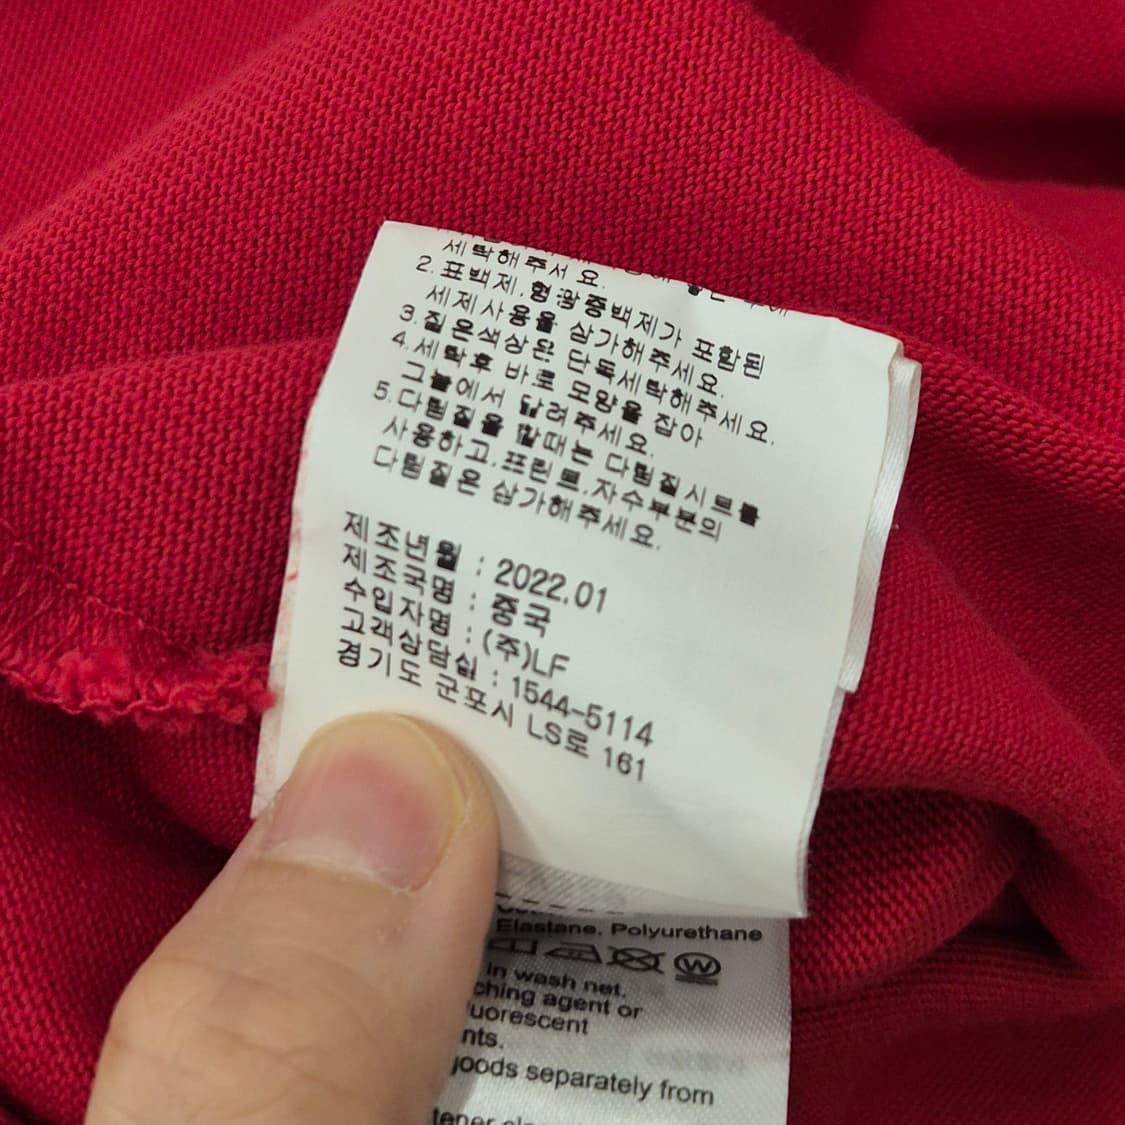 세탁해주서 요.
2.표백제,형광증백제가 포함된
세제사용을 삼가해주세요.
3.짙은색상은 단독세탁해주세요.
4.세탁후 바로 모양을 잡아
그늘에서 말려주세요.
5.다림질을 할때는 다림질시트를
사용하고,프린트,자수부분의
다림질은 삼가해주세요.
제조년월 : 2022.01
제조국명 : 중국
수입자명 : (주)LF
고객상담실 : 1544-5114
경기도 군포시 LS로 161
Elastane. Polyurethane
W
in wash net.
ching agent or
uorescent
nts.
goods separately from